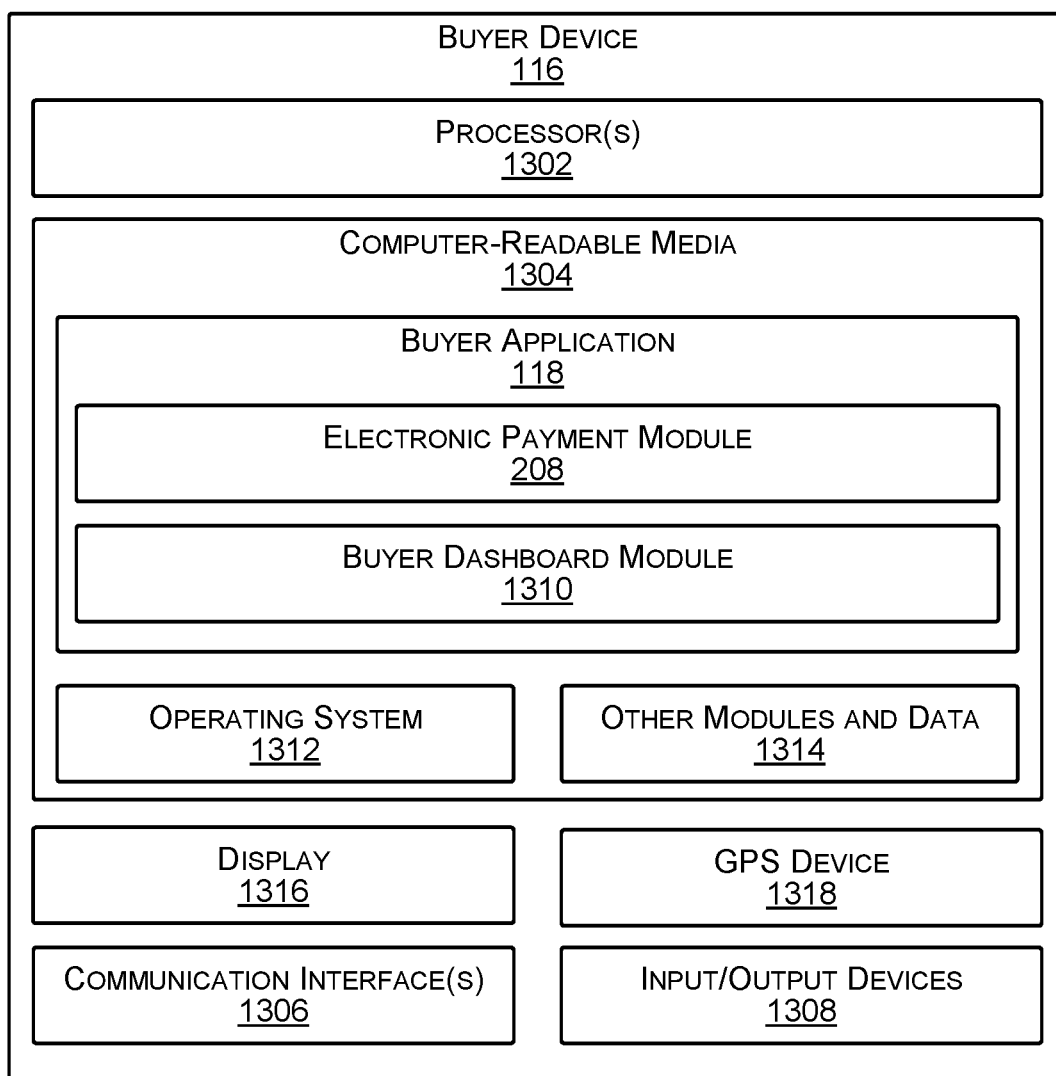 BUYER DEVICE
116
PROCESSOR(S)
1302
COMPUTER-READABLE MEDIA
1304
BUYER APPLICATION
118
ELECTRONIC PAYMENT MODULE
208
BUYER DASHBOARD MODULE
1310
OPERATING SYSTEM
1312
OTHER MODULES AND DATA
1314
DISPLAY
1316
GPS DEVICE
1318
COMMUNICATION INTERFACE(S)
1306
INPUT/OUTPUT DEVICES
1308